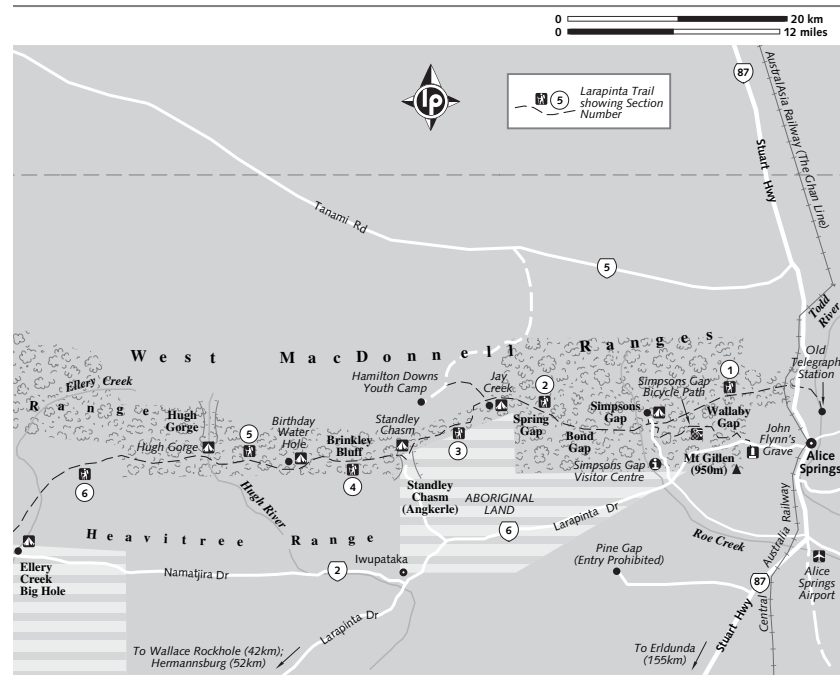 0 20 km
0 12 miles
lp
5
Larapinta Trail
showing Section
Number
87
AustralAsia Railway (The Ghan Line)
Stuart Hwy
Tanami Rd
5
Todd
River
West MacDonnell Ranges
Old
Telegraph
Station
Ellery Creek
Range
Hamilton Downs
Youth Camp
Jay
Creek
2
Simpsons Gap
Bicycle Path
1
Hugh
Gorge
Hugh Gorge
5
Birthday
Water
Hole
Brinkley
Bluff
Standley
Chasm
3
Spring
Gap
Bond
Gap
Simpsons
Gap
Wallaby
Gap
John
Flynn's
Grave
Alice
Springs
6
4
Simpsons Gap
Visitor Centre
Mt Gillen
(950m)
Standley
Chasm
(Angkerle)
ABORIGINAL
LAND
Hugh River
6
Larapinta Dr
Roe Creek
Heavitree Range
Ellery
Creek
Big Hole
Namatjira Dr
2
Iwupataka
Pine Gap
(Entry Prohibited)
87
Central Australia Railway
Alice
Springs
Airport
Larapinta Dr
Stuart Hwy
To Wallace Rockhole (42km);
Hermannsburg (52km)
To Erldunda
(155km)